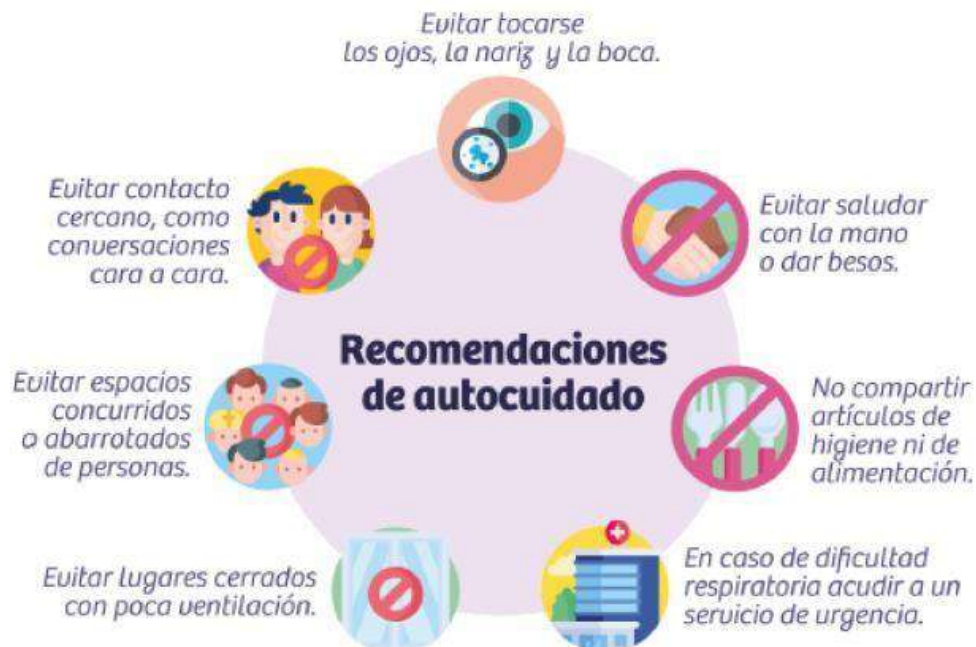 Evitar tocarse
los ojos, la nariz y la boca.
Evitar saludar
con la mano
o dar besos.
No compartir
artículos de
higiene ni de
alimentación.
En caso de dificultad
respiratoria acudir a un
servicio de urgencia.
Evitar lugares cerrados
con poca ventilación.
Evitar espacios
concurridos
o abarrotados
de personas.
Evitar contacto
cercano, como
conversaciones
cara a cara.
Recomendaciones
de autocuidado